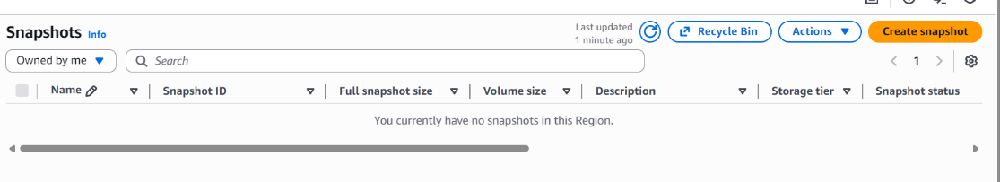 Snapshots Info
Last updated
1 minute ago
Recycle Bin
Actions
Create snapshot
Owned by me
Search
1
Name
Snapshot ID
Full snapshot size
Volume size
Description
Storage tier
Snapshot status
You currently have no snapshots in this Region.